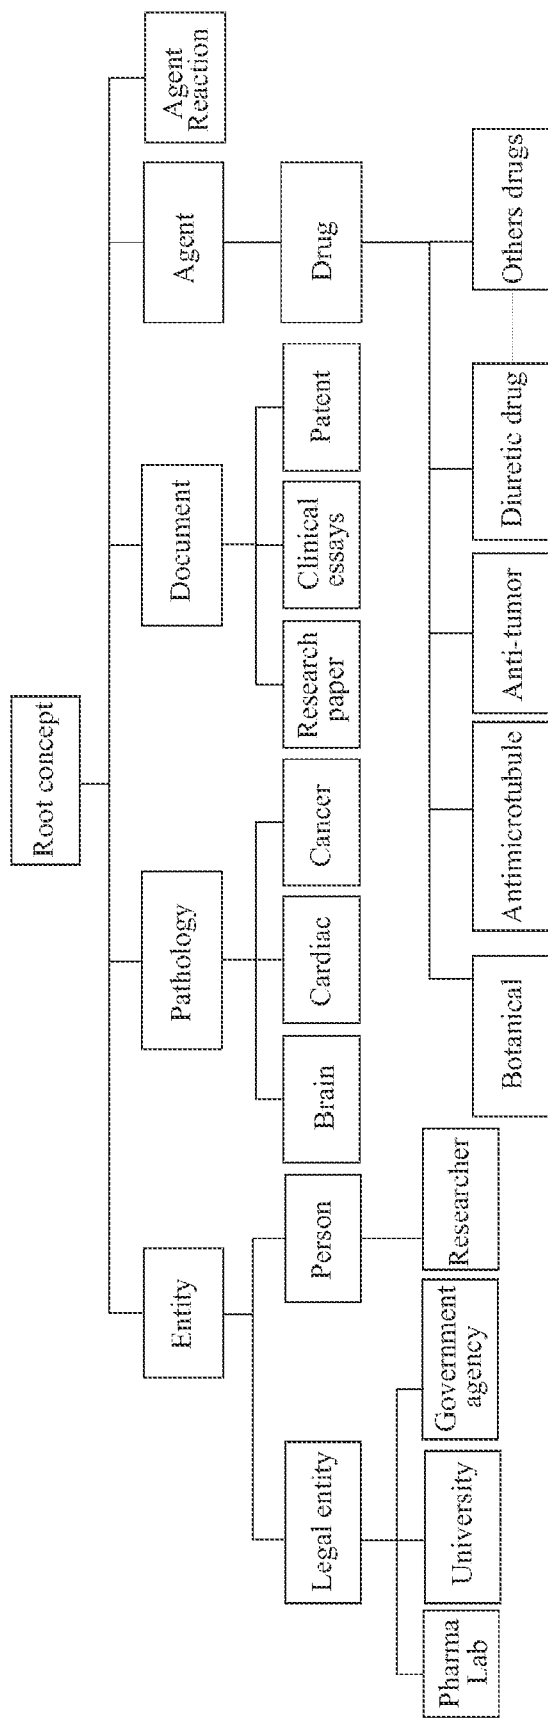 Root concept
Entity
Pathology
Document
Agent
Agent
Reaction
Legal entity
Person
Brain
Cardiac
Cancer
Research
paper
Clinical
essays
Patent
Drug
Pharma
Lab
University
Government
agency
Researcher
Botanical
Antimicrotubule
Anti-tumor
Diuretic drug
Others drugs